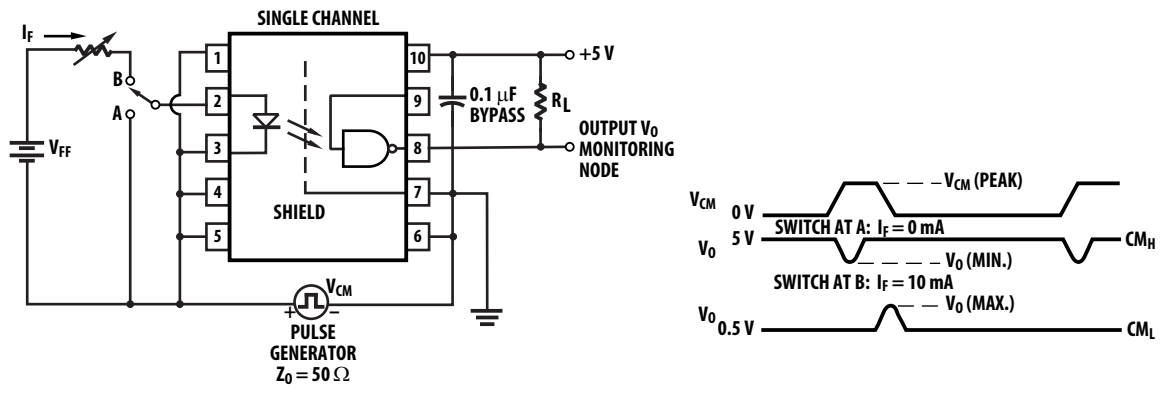 SINGLE CHANNEL
I_F
B
A
V_FF
1
2
3
4
5
10
9
8
7
6
SHIELD
+5 V
0.1 μF
BYPASS
R_L
OUTPUT V_O
MONITORING
NODE
V_CM
+
–
PULSE
GENERATOR
Z_O = 50 Ω
V_CM
0 V
V_CM (PEAK)
SWITCH AT A: I_F = 0 mA
V_O
5 V
CM_H
V_O (MIN.)
SWITCH AT B: I_F = 10 mA
V_O
0.5 V
V_O (MAX.)
CM_L